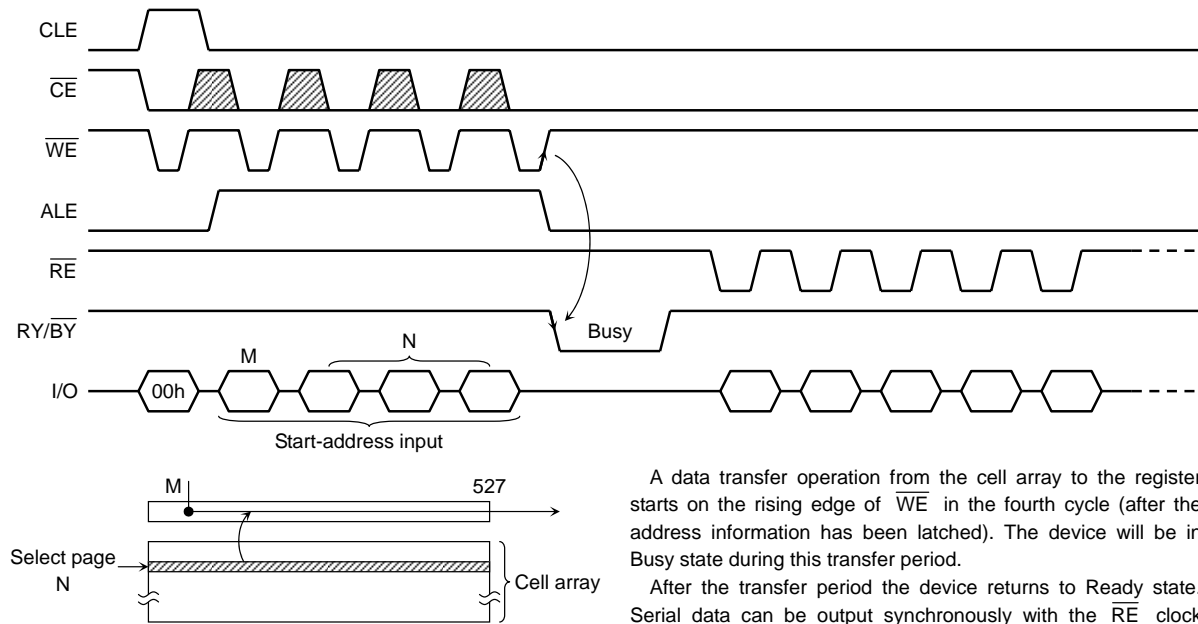 CLE
CE
WE
ALE
RE
RY/BY
Busy
M
N
I/O
00h
Start-address input
M
527
Select page
N
Cell array
A data transfer operation from the cell array to the register
starts on the rising edge of WE in the fourth cycle (after the
address information has been latched). The device will be in
Busy state during this transfer period.
After the transfer period the device returns to Ready state.
Serial data can be output synchronously with the RE clock